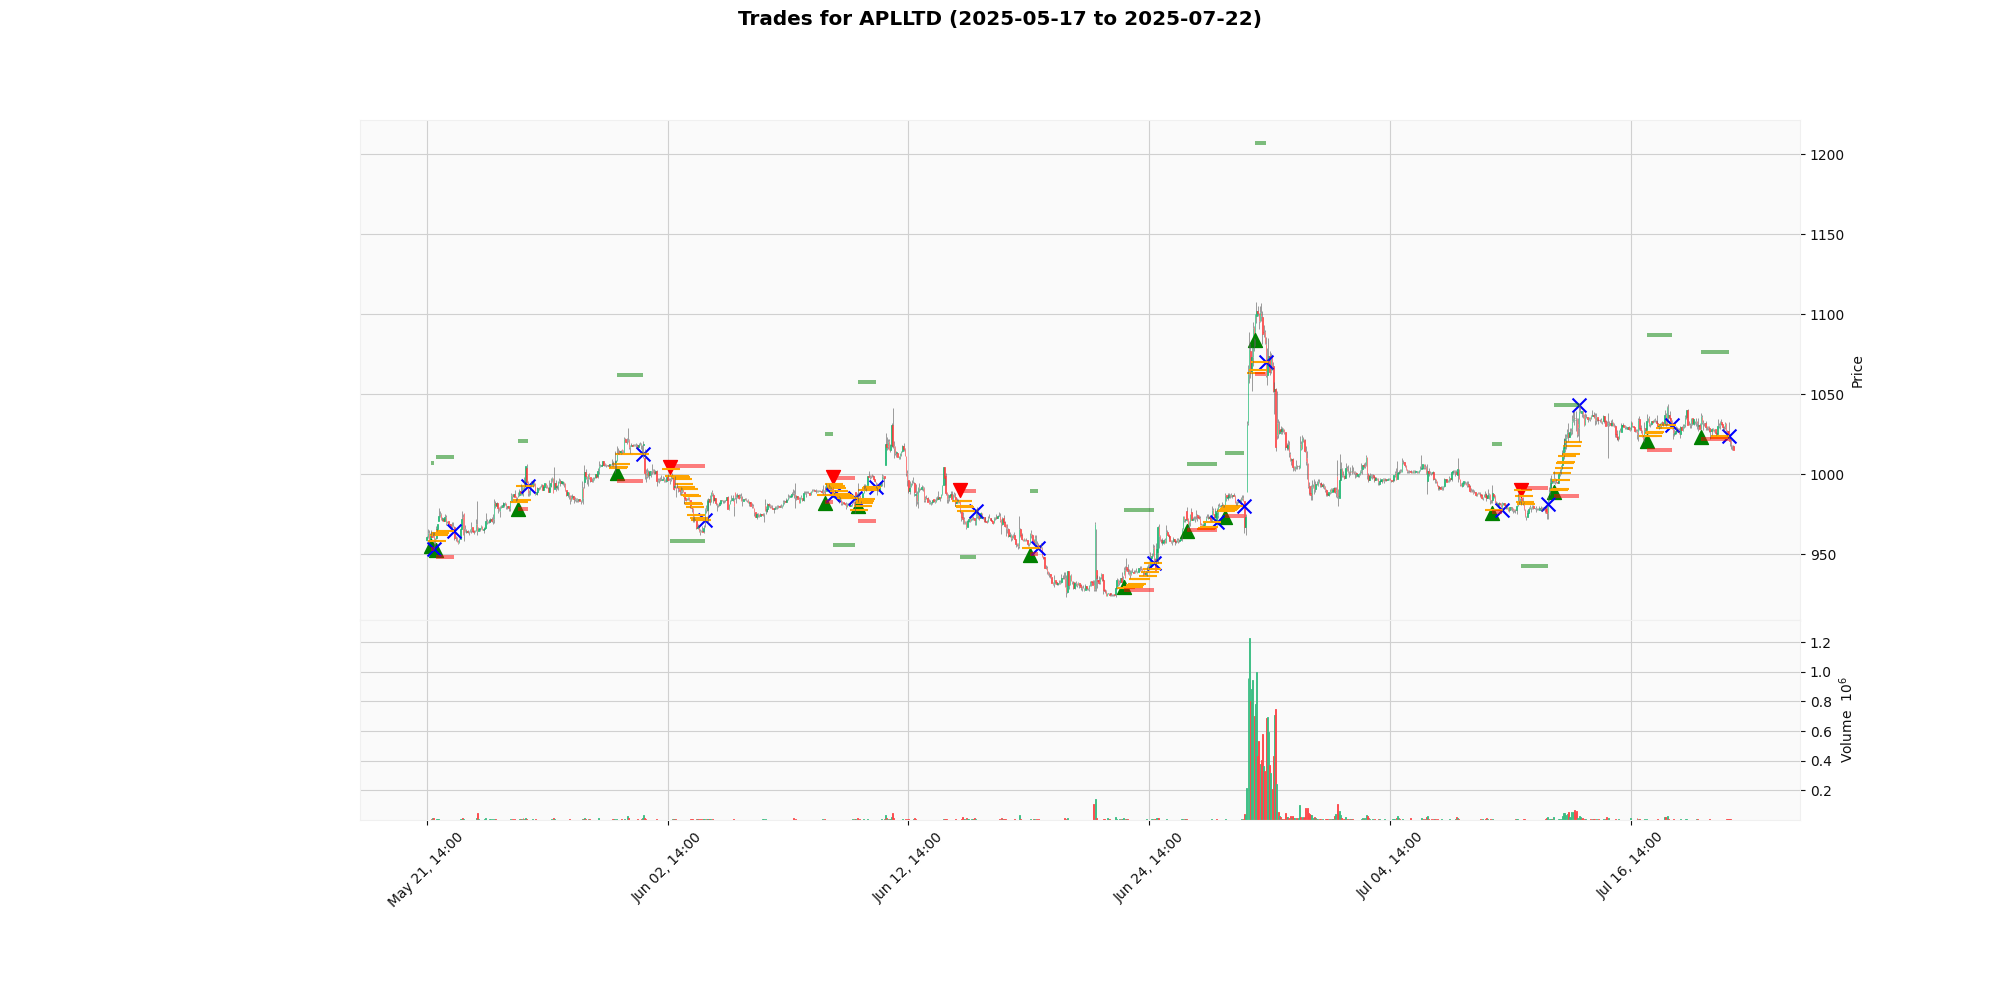 Trades for APLLTD (2025-05-17 to 2025-07-22)
1200
1150
1100
1050
1000
950
Price
1.2
1.0
0.8
0.6
0.4
0.2
Volume 10^6
May 21, 14:00
Jun 02, 14:00
Jun 12, 14:00
Jun 24, 14:00
Jul 04, 14:00
Jul 16, 14:00